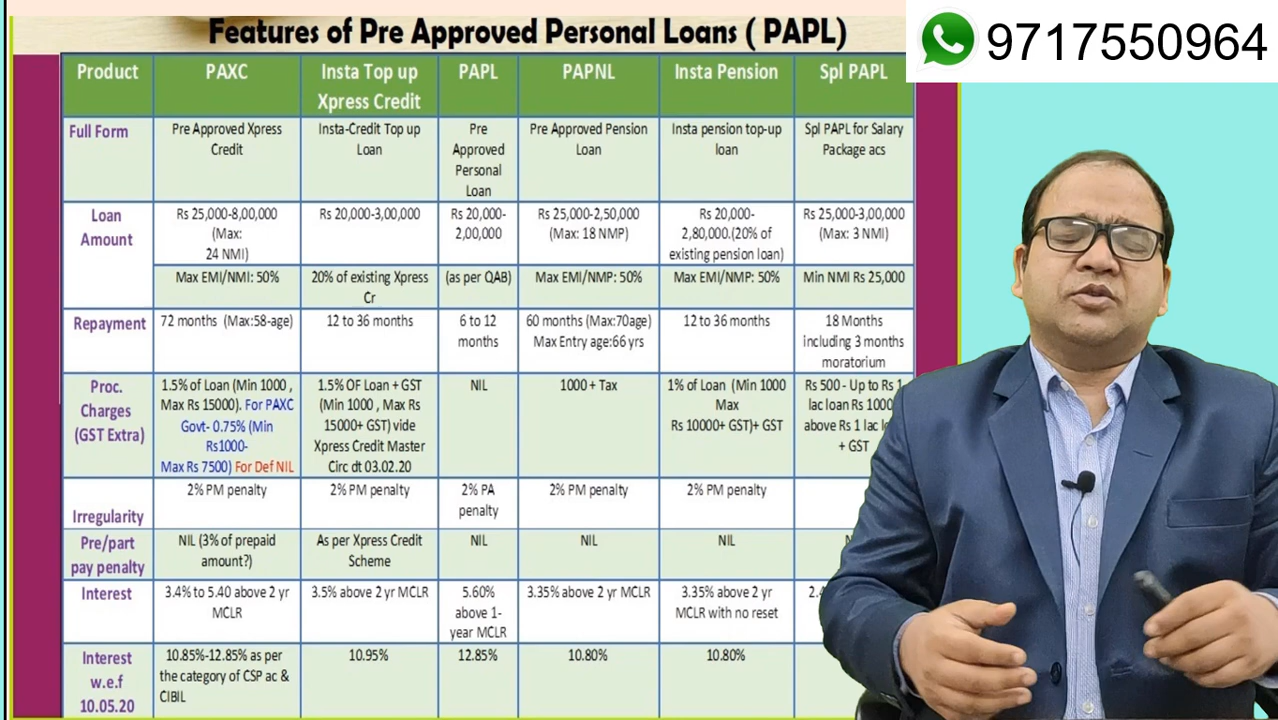 Features of Pre Approved Personal Loans ( PAPL)
9717550964
Product
PAXC
Insta Top up
Xpress Credit
PAPL
PAPNL
Insta Pension
Spl PAPL
Full Form
Pre Approved Xpress
Credit
Insta-Credit Top up
Loan
Pre
Approved
Personal
Loan
Pre Approved Pension
Loan
Insta pension top-up
loan
Spl PAPL for Salary
Package acs
Loan
Amount
Rs 25,000-8,00,000
(Max:
24 NMI)
Rs 20,000-3,00,000
Rs 20,000-
2,00,000
Rs 25,000-2,50,000
(Max: 18 NMP)
Rs 20,000-
2,80,000.(20% of
existing pension loan)
Rs 25,000-3,00,000
(Max: 3 NMI)
Max EMI/NMI: 50%
20% of existing Xpress
Cr
(as per QAB)
Max EMI/NMP: 50%
Max EMI/NMP: 50%
Min NMI Rs 25,000
Repayment
72 months (Max:58-age)
12 to 36 months
6 to 12
months
60 months (Max:70age)
Max Entry age:66 yrs
12 to 36 months
18 Months
including 3 months
moratorium
Proc.
Charges
(GST Extra)
1.5% of Loan (Min 1000 ,
Max Rs 15000). For PAXC
Govt- 0.75% (Min
Rs1000-
Max Rs 7500) For Def NIL
1.5% OF Loan + GST
(Min 1000 , Max Rs
15000+ GST) vide
Xpress Credit Master
Circ dt 03.02.20
NIL
1000 + Tax
1% of Loan (Min 1000
Max
Rs 10000+ GST)+ GST
Rs 500 - Up to Rs 1
lac loan Rs 1000
above Rs 1 lac
+ GST
Irregularity
2% PM penalty
2% PM penalty
2% PA
penalty
2% PM penalty
2% PM penalty
Pre/part
pay penalty
NIL (3% of prepaid
amount?)
As per Xpress Credit
Scheme
NIL
NIL
NIL
Interest
3.4% to 5.40 above 2 yr
MCLR
3.5% above 2 yr MCLR
5.60%
above 1-
year MCLR
3.35% above 2 yr MCLR
3.35% above 2 yr
MCLR with no reset
Interest
w.e.f
10.05.20
10.85%-12.85% as per
the category of CSP ac &
CIBIL
10.95%
12.85%
10.80%
10.80%